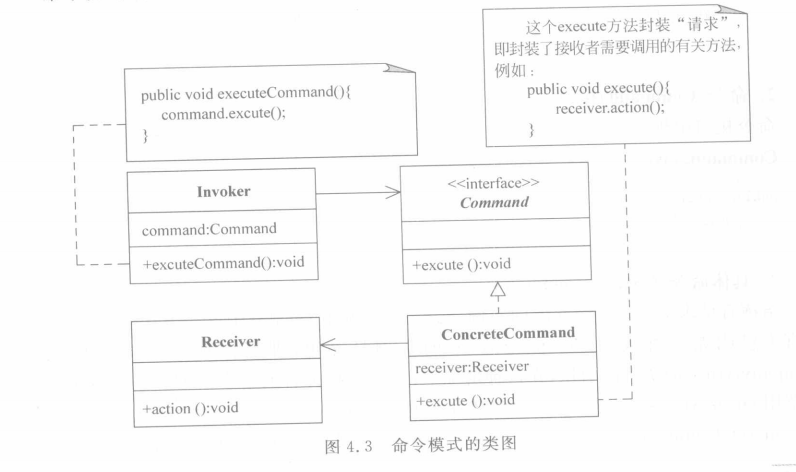 这个execute方法封装“请求”，
即封装了接收者需要调用的有关方法，
例如：
public void execute(){
receiver.action();
}
public void executeCommand(){
command.excute();
}
Invoker
command:Command
+excuteCommand():void
<<interface>>
Command
+excute ():void
Receiver
+action ():void
ConcreteCommand
receiver:Receiver
+excute ():void
图 4.3 命令模式的类图